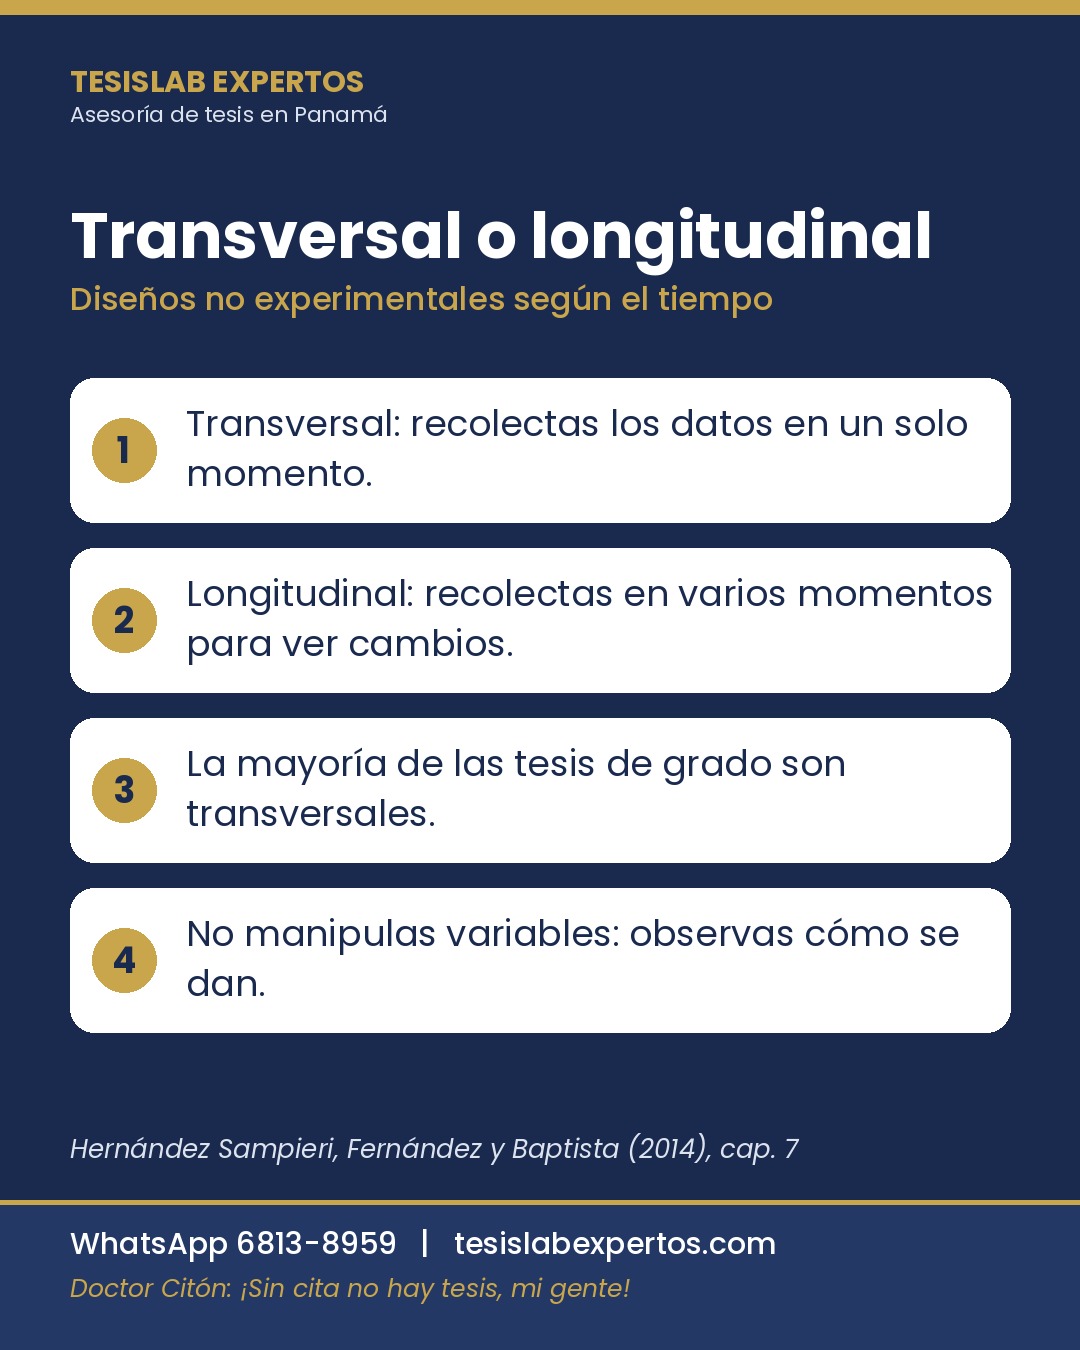 TESISLAB EXPERTOS
Asesoría de tesis en Panamá
Transversal o longitudinal
Diseños no experimentales según el tiempo
1
Transversal: recolectas los datos en un solo
momento.
2
Longitudinal: recolectas en varios momentos
para ver cambios.
3
La mayoría de las tesis de grado son
transversales.
4
No manipulas variables: observas cómo se
dan.
Hernández Sampieri, Fernández y Baptista (2014), cap. 7
WhatsApp 6813-8959 | tesislabexpertos.com
Doctor Citón: ¡Sin cita no hay tesis, mi gente!